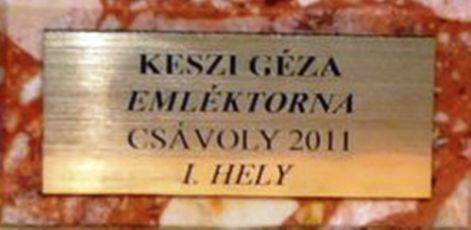 KESZI GÉZA
EMLÉKTORNA
CSÁVOLY 2011
I. HELY